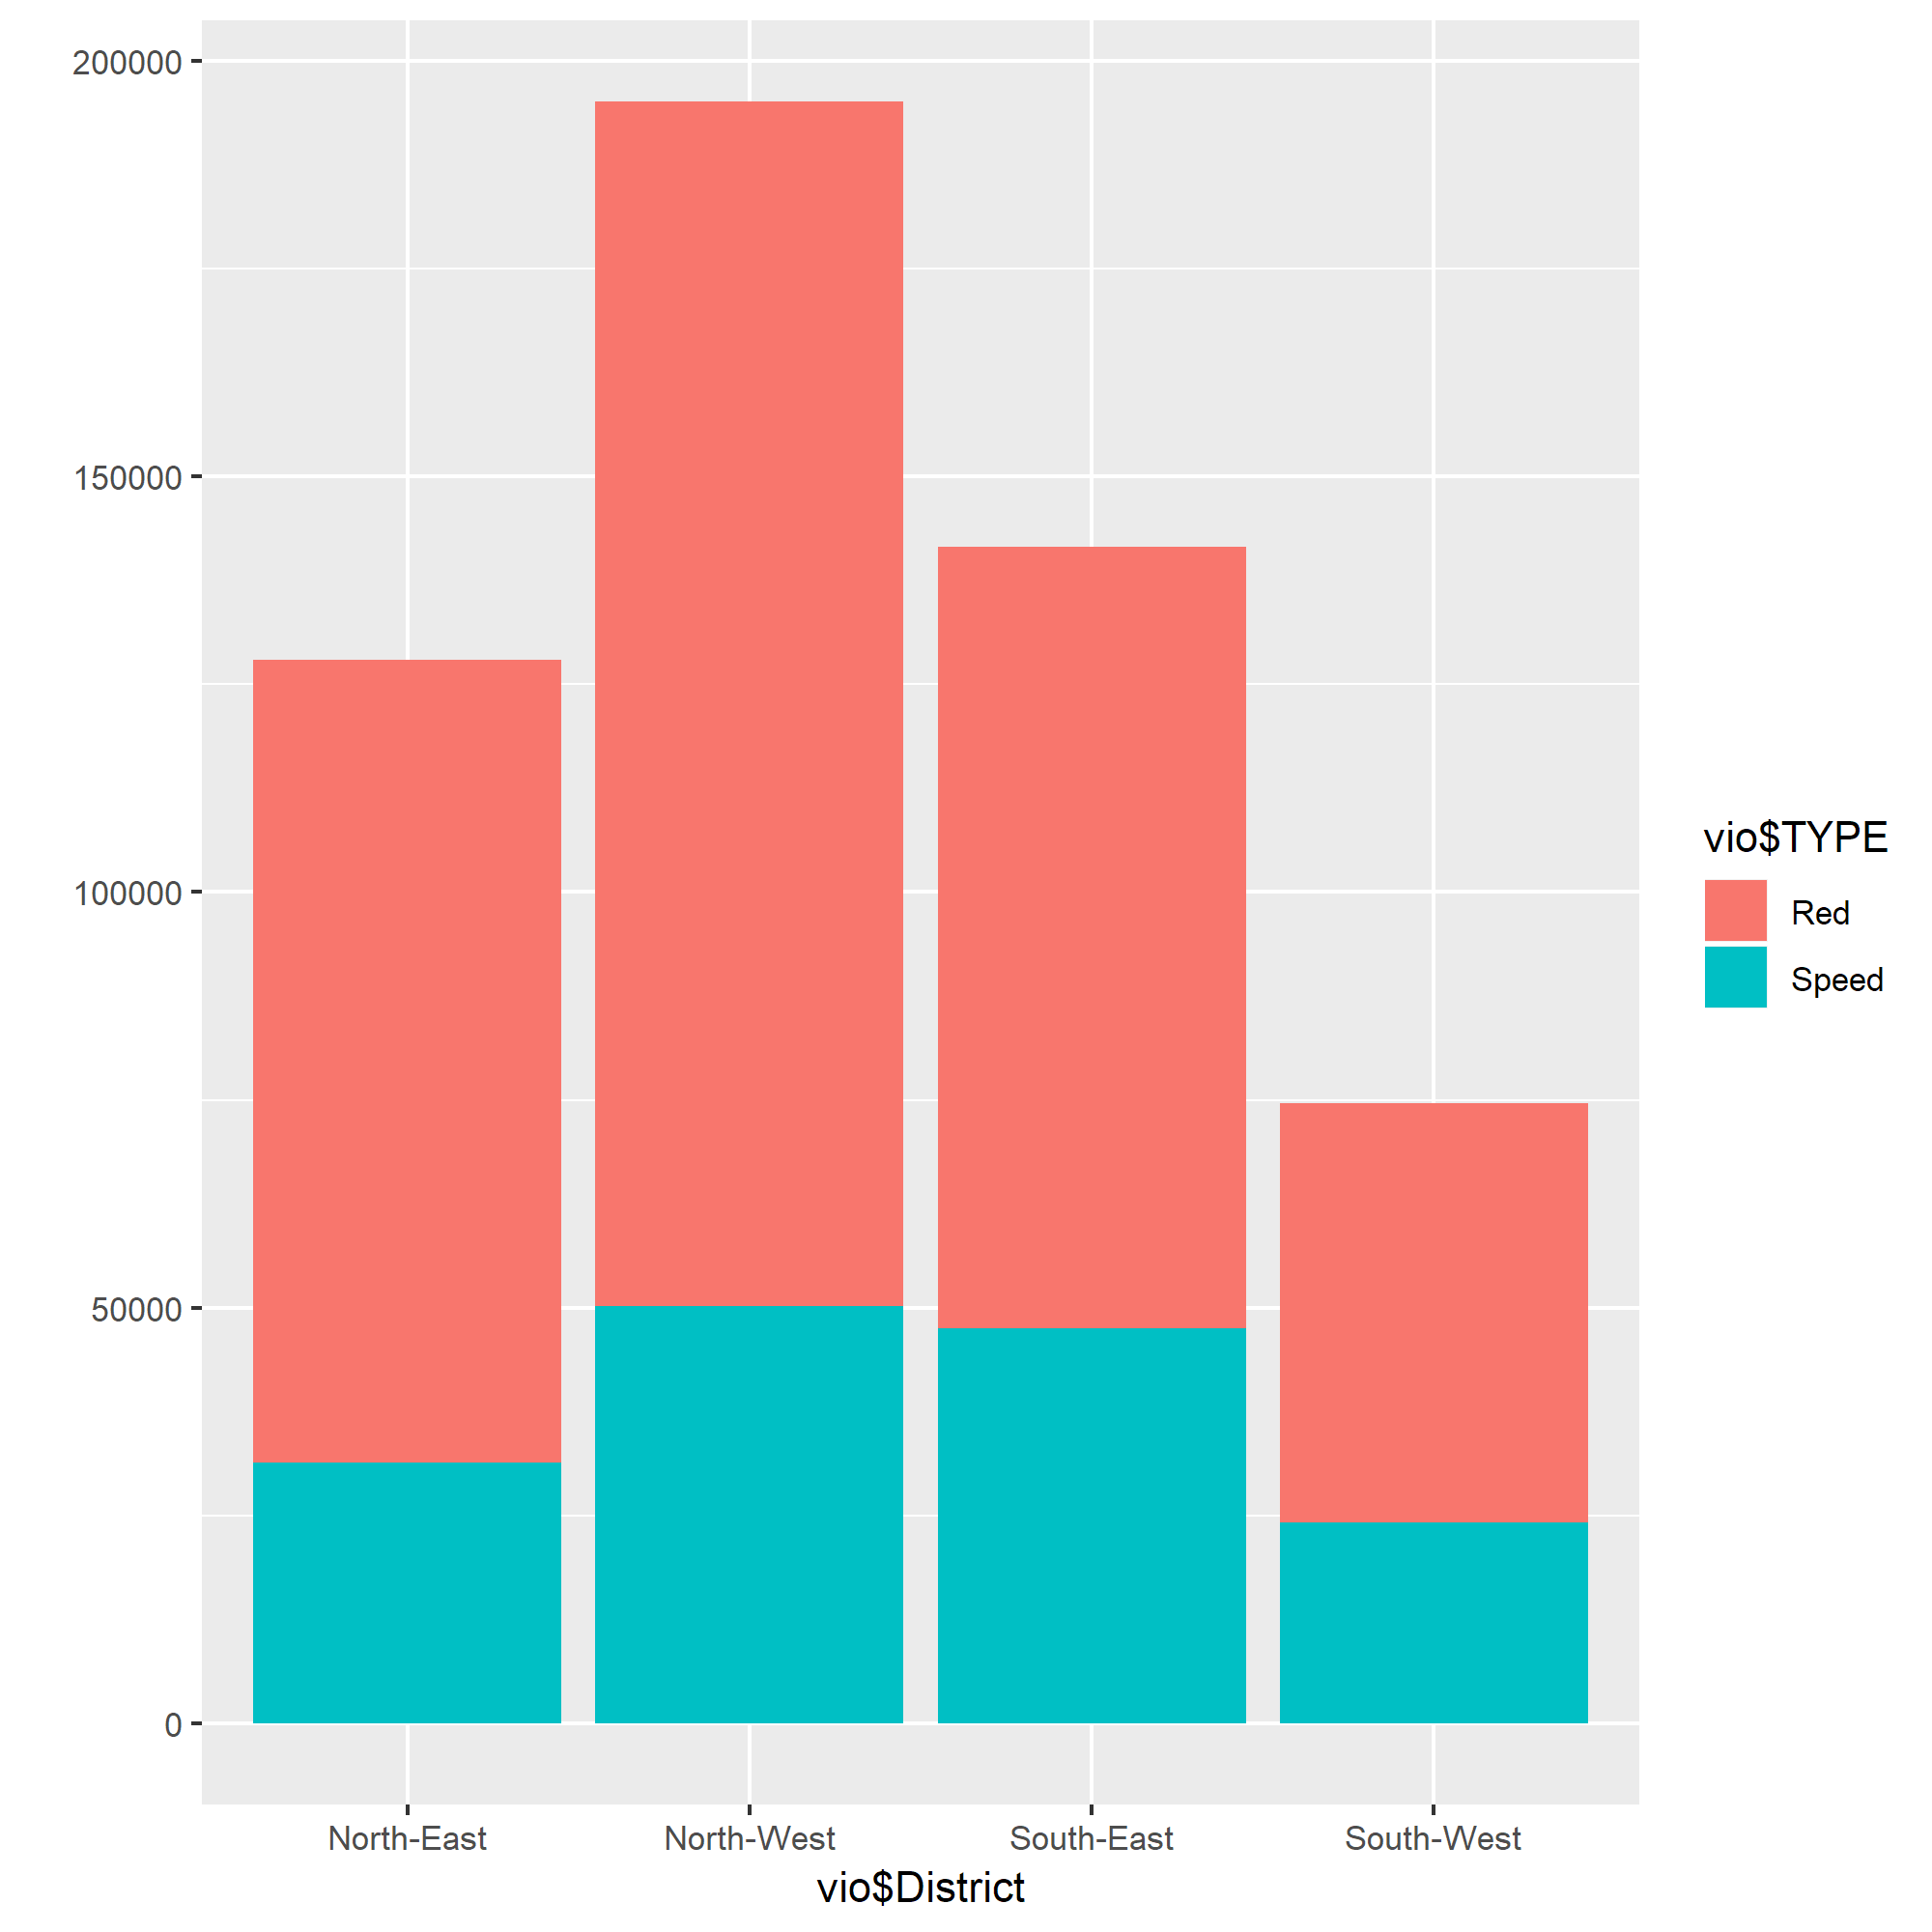 200000
150000
100000
50000
0
North-East
North-West
South-East
South-West
vio$District
vio$TYPE
Red
Speed